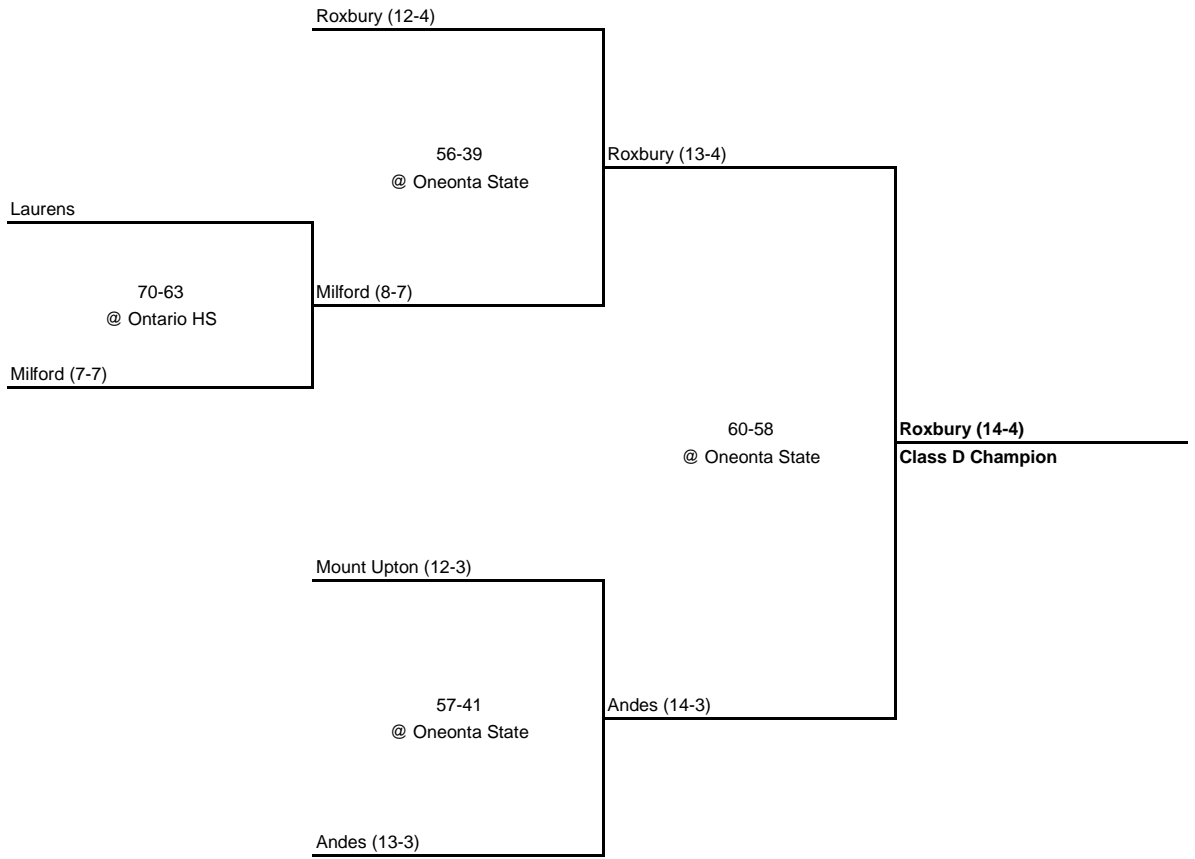 Roxbury (12-4)
56-39
@ Oneonta State
Roxbury (13-4)
Laurens
70-63
@ Ontario HS
Milford (8-7)
Milford (7-7)
60-58
@ Oneonta State
Roxbury (14-4)
Class D Champion
Mount Upton (12-3)
57-41
@ Oneonta State
Andes (14-3)
Andes (13-3)